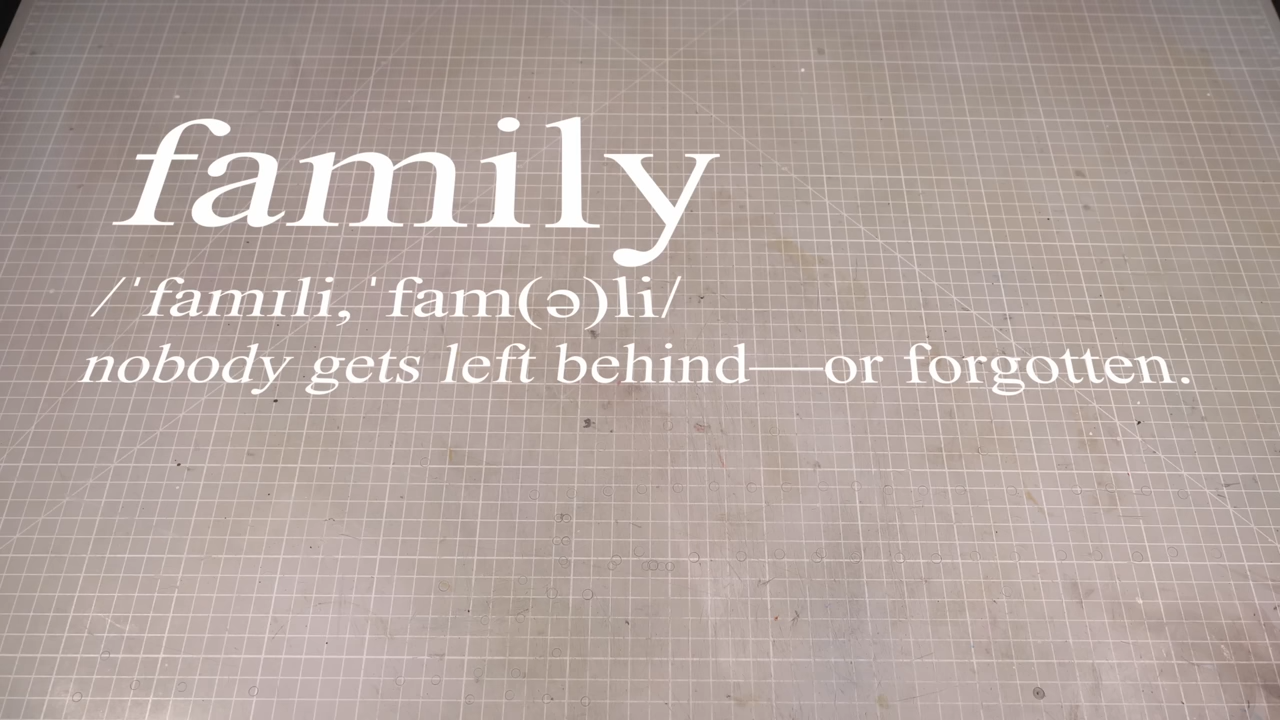 family
/ˈfamɪli, ˈfam(ə)li/
nobody gets left behind—or forgotten.